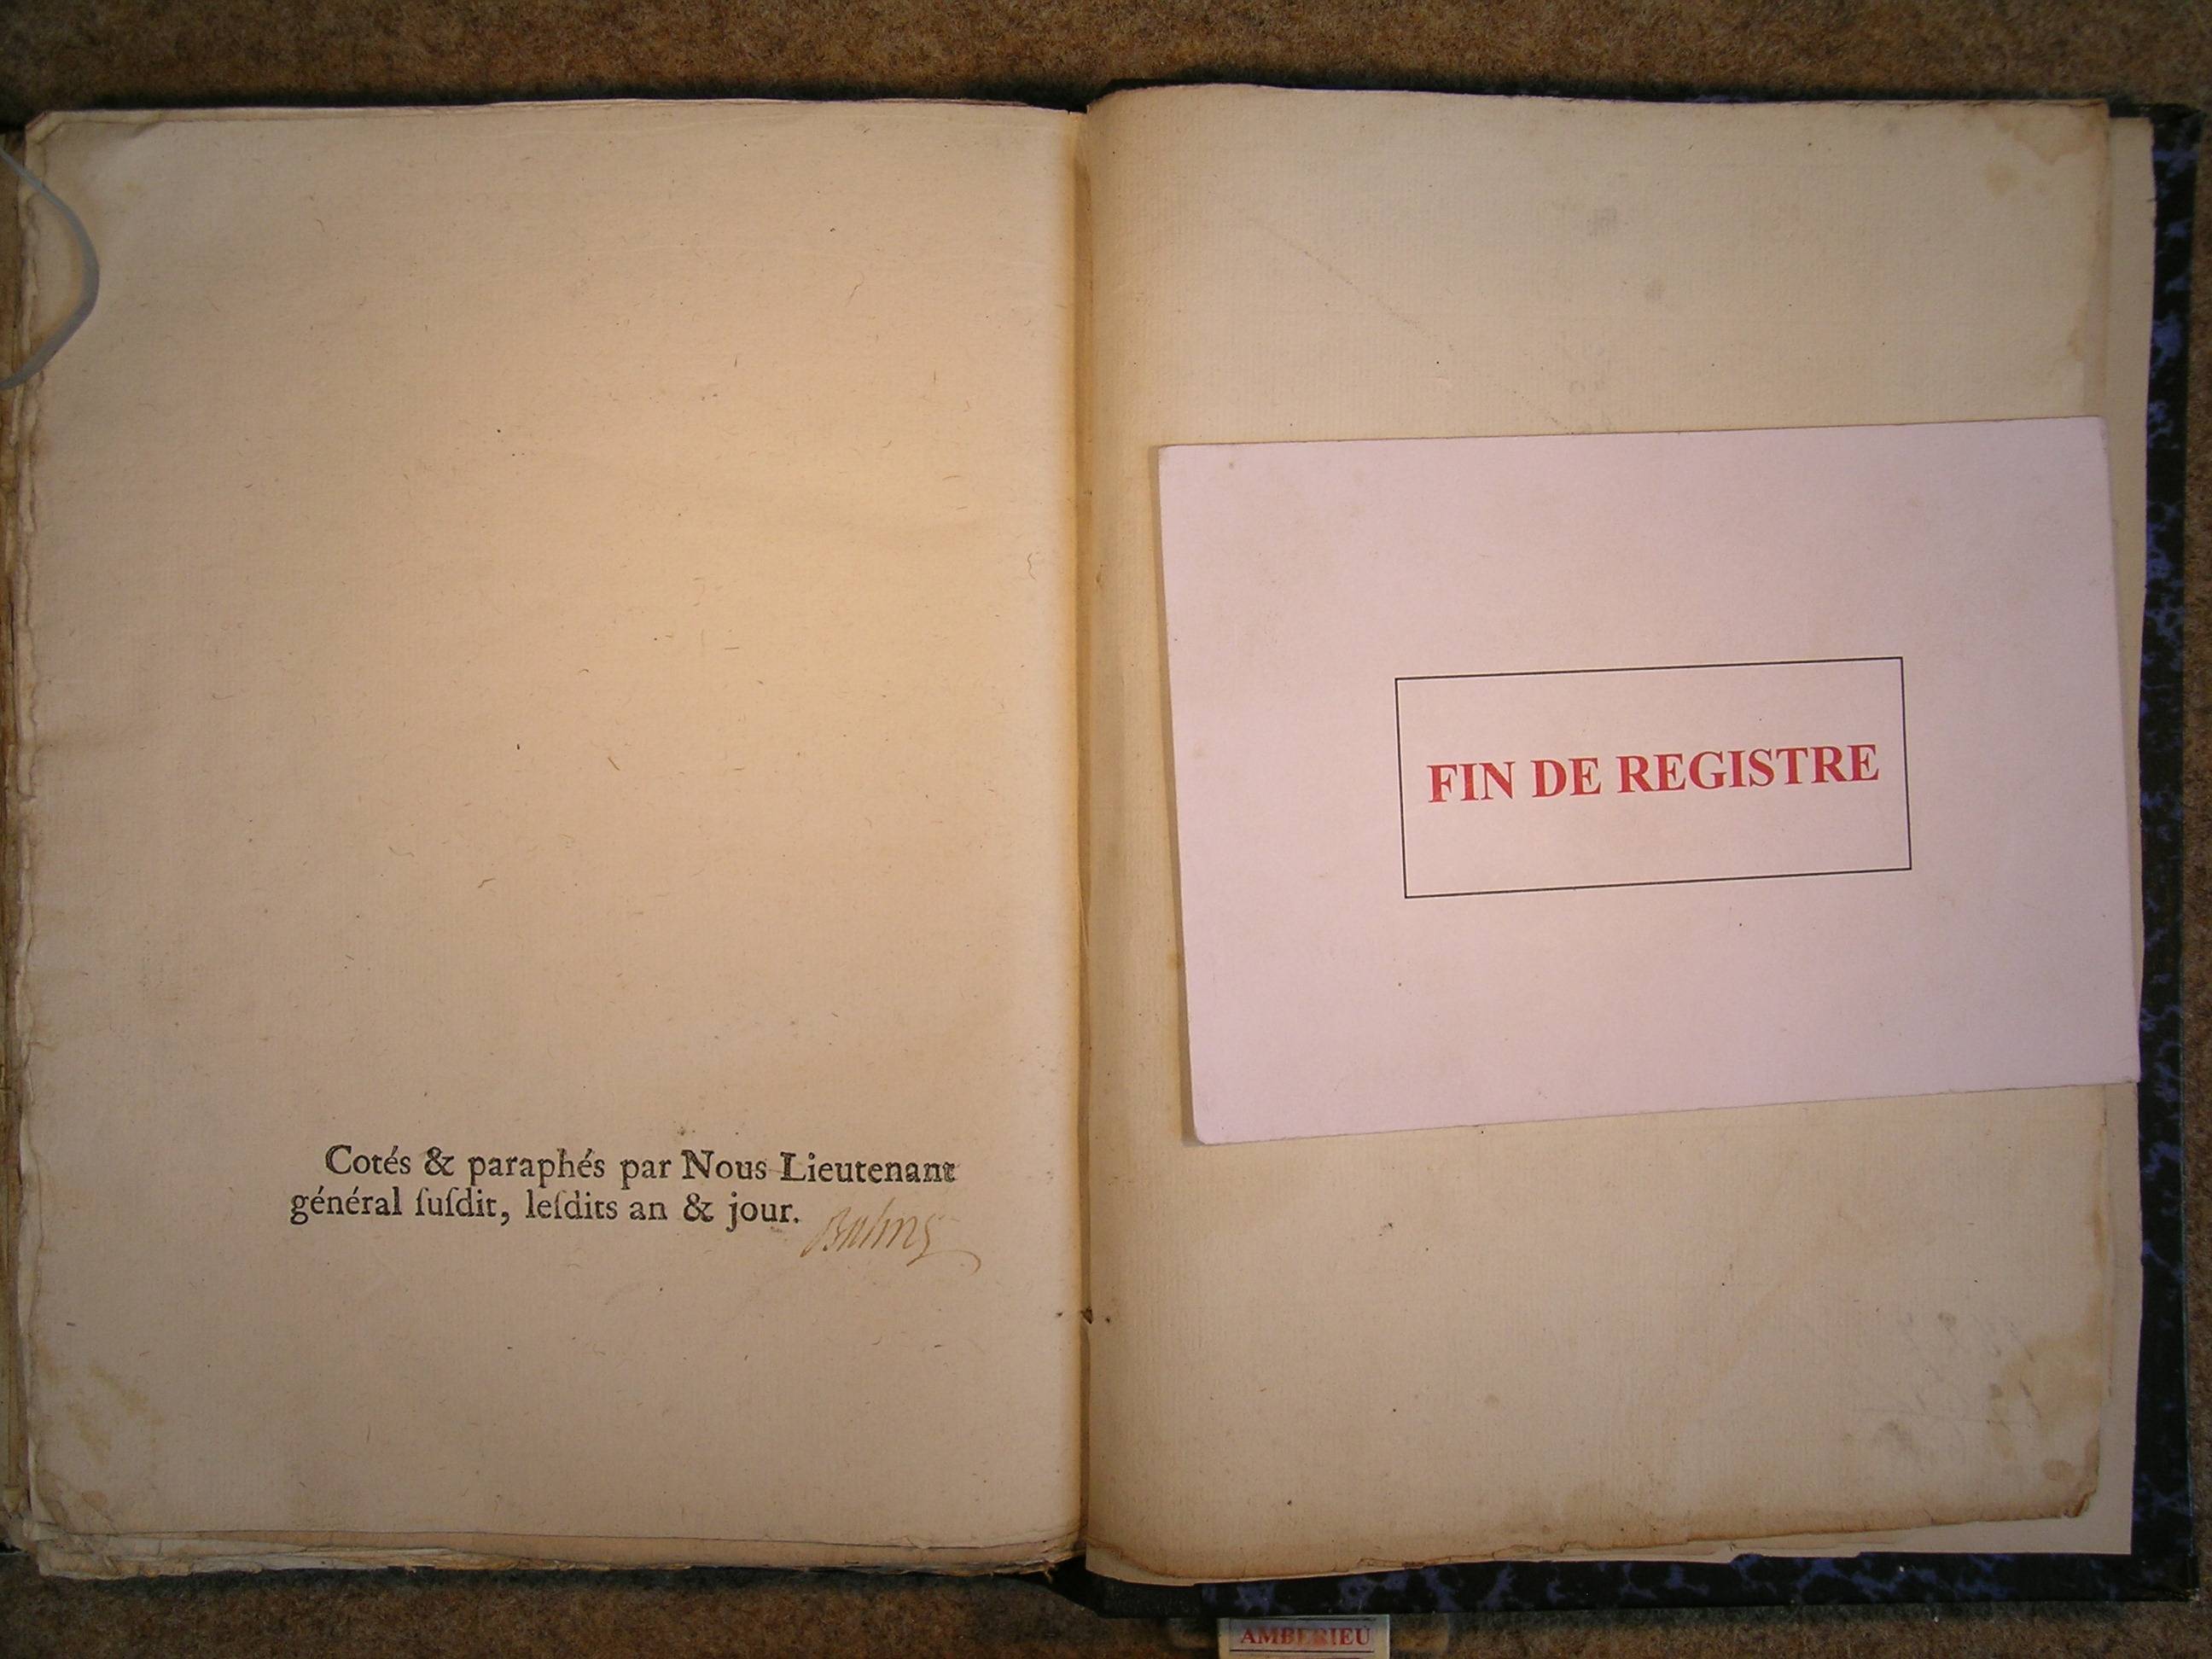 Cotés & paraphés par Nous Lieutenant
général ſuſdit, leſdits an & jour.
FIN DE REGISTRE
AMBERIEU